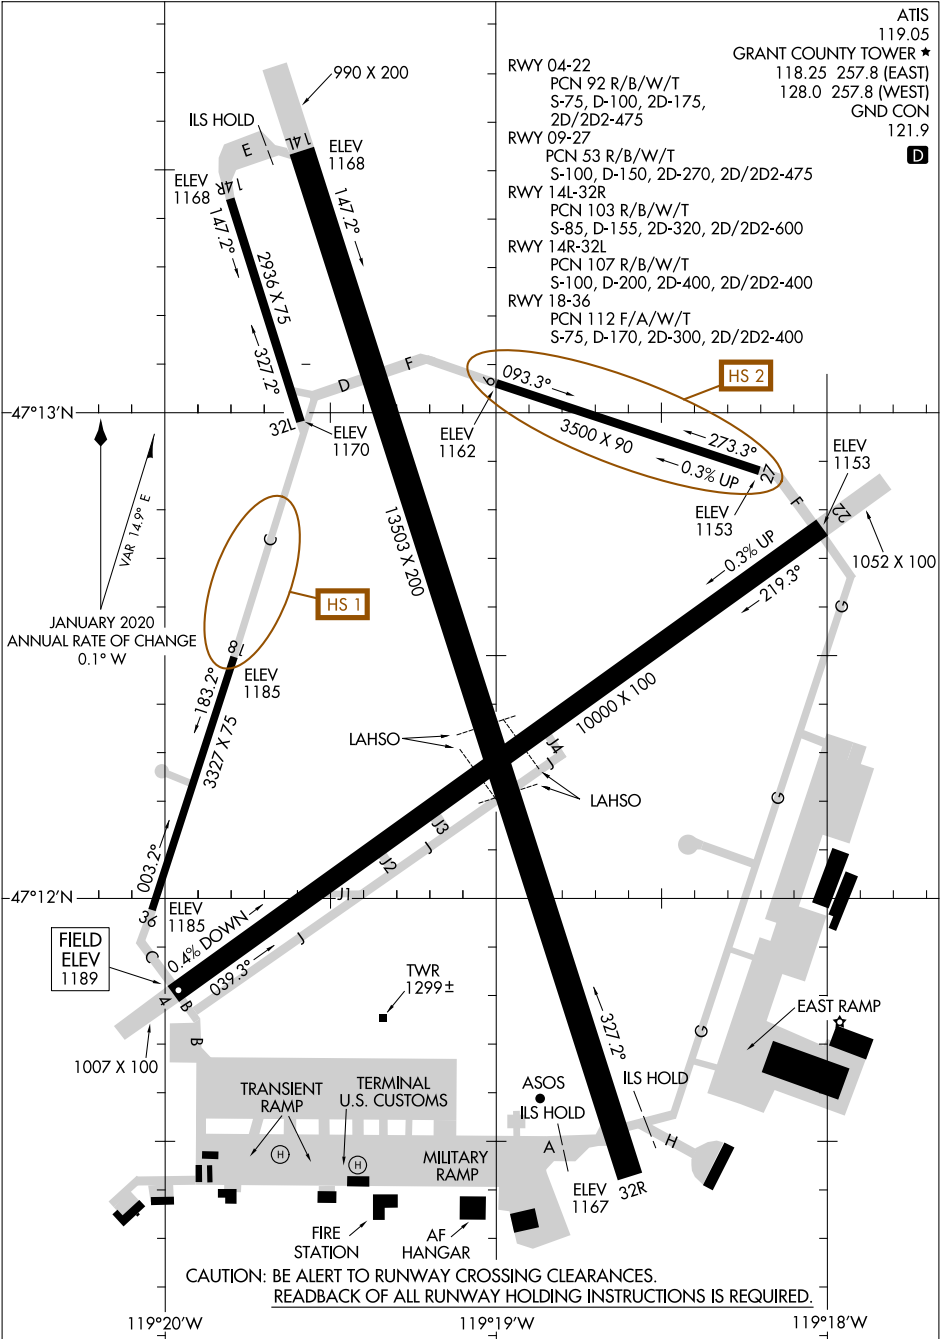 ATIS
119.05
GRANT COUNTY TOWER ★
118.25 257.8 (EAST)
128.0 257.8 (WEST)
GND CON
121.9
D
RWY 04-22
PCN 92 R/B/W/T
S-75, D-100, 2D-175,
2D/2D2-475
RWY 09-27
PCN 53 R/B/W/T
S-100, D-150, 2D-270, 2D/2D2-475
RWY 14L-32R
PCN 103 R/B/W/T
S-85, D-155, 2D-320, 2D/2D2-600
RWY 14R-32L
PCN 107 R/B/W/T
S-100, D-200, 2D-400, 2D/2D2-400
RWY 18-36
PCN 112 F/A/W/T
S-75, D-170, 2D-300, 2D/2D2-400
990 X 200
ILS HOLD
E
14L
ELEV
1168
ELEV
1168
14R
147.2°
147.2°
2936 X 75
327.2°
D
F
32L
ELEV
1170
HS 2
9
093.3°
3500 X 90
273.3°
0.3% UP
27
ELEV
1162
ELEV
1153
ELEV
1153
F
22
1052 X 100
47°13'N
VAR 14.9° E
JANUARY 2020
ANNUAL RATE OF CHANGE
0.1° W
C
HS 1
13503 X 200
0.3% UP
219.3°
G
18
ELEV
1185
183.2°
3327 X 75
003.2°
10000 X 100
LAHSO
LAHSO
J4
J
G
J3
J
J2
J1
47°12'N
36
ELEV
1185
C
FIELD
ELEV
1189
0.4% DOWN
039.3°
J
4
B
B
1007 X 100
TWR
1299±
327.2°
G
EAST RAMP
TRANSIENT
RAMP
TERMINAL
U.S. CUSTOMS
ASOS
ILS HOLD
ILS HOLD
H
H
MILITARY
RAMP
A
H
ELEV
1167
32R
FIRE
STATION
AF
HANGAR
CAUTION: BE ALERT TO RUNWAY CROSSING CLEARANCES.
READBACK OF ALL RUNWAY HOLDING INSTRUCTIONS IS REQUIRED.
119°20'W
119°19'W
119°18'W